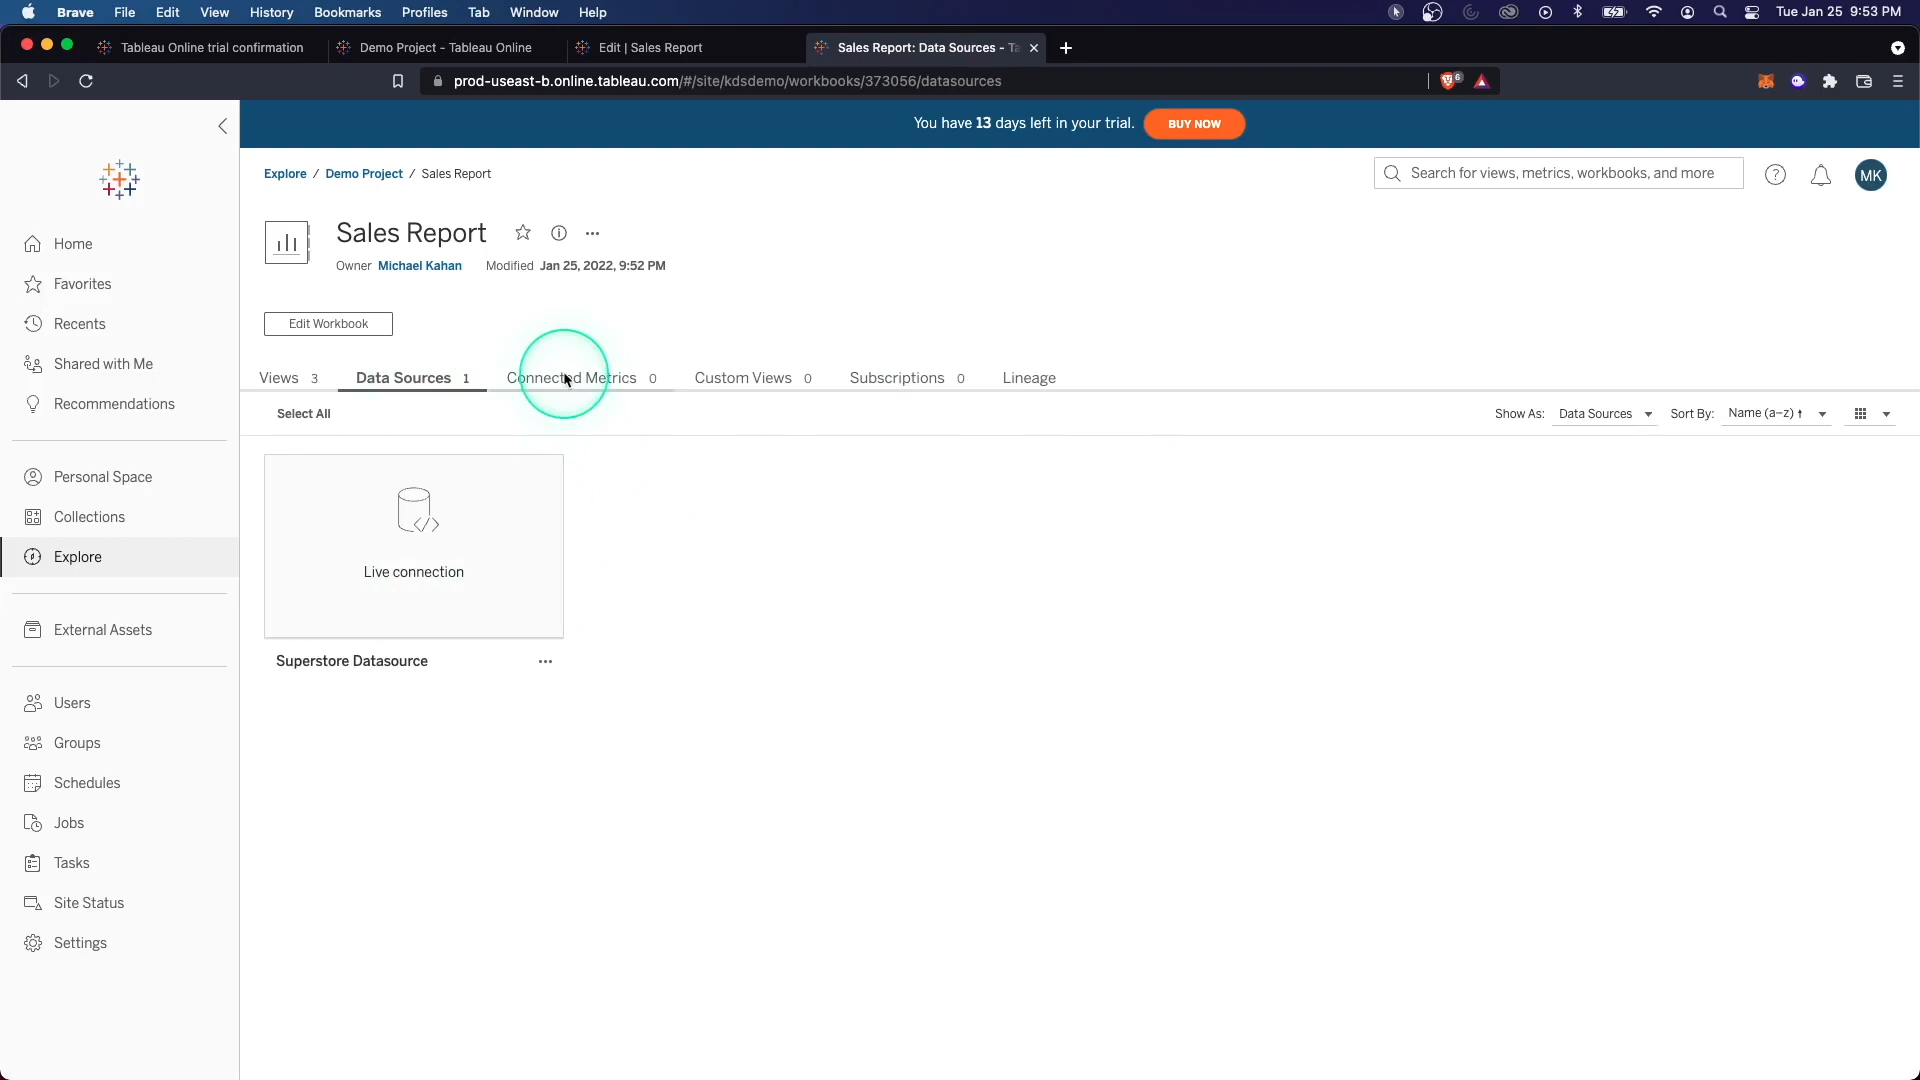 Brave File Edit View History Bookmarks Profiles Tab Window Help
Tue Jan 25 9:53 PM
Tableau Online trial confirmation
Demo Project - Tableau Online
Edit | Sales Report
Sales Report: Data Sources - Ta
prod-useast-b.online.tableau.com/#/site/kdsdemo/workbooks/373056/datasources
6
You have 13 days left in your trial.
BUY NOW
Explore / Demo Project / Sales Report
Search for views, metrics, workbooks, and more
MK
Sales Report
Owner Michael Kahan Modified Jan 25, 2022, 9:52 PM
Edit Workbook
Views 3 Data Sources 1 Connected Metrics 0 Custom Views 0 Subscriptions 0 Lineage
Select All
Show As: Data Sources Sort By: Name (a–z) ↑
Live connection
Superstore Datasource
Home
Favorites
Recents
Shared with Me
Recommendations
Personal Space
Collections
Explore
External Assets
Users
Groups
Schedules
Jobs
Tasks
Site Status
Settings